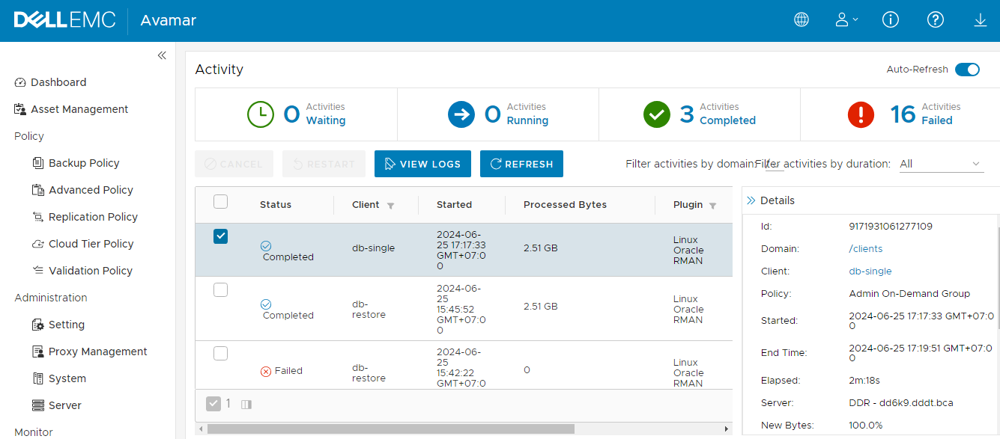 DELLEMC Avamar
Dashboard
Asset Management
Policy
Backup Policy
Advanced Policy
Replication Policy
Cloud Tier Policy
Validation Policy
Administration
Setting
Proxy Management
System
Server
Monitor
Activity
Auto-Refresh
0 Activities Waiting
0 Activities Running
3 Activities Completed
16 Activities Failed
CANCEL RESTART VIEW LOGS REFRESH
Filter activities by domain: Filter activities by duration: All
Status Client Started Processed Bytes Plugin
Completed
db-single
2024-06-
25 17:17:33
GMT+07:0
0
2.51 GB
Linux
Oracle
RMAN
Completed
db-
restore
2024-06-
25
15:45:52
GMT+07:0
0
2.51 GB
Linux
Oracle
RMAN
Failed
db-
restore
2024-06-
25
15:42:22
GMT+07:0
0
Linux
Oracle
RMAN
1
Details
Id: 9171931061277109
Domain: /clients
Client: db-single
Policy: Admin On-Demand Group
Started: 2024-06-25 17:17:33 GMT+07:0
0
End Time: 2024-06-25 17:19:51 GMT+07:0
0
Elapsed: 2m:18s
Server: DDR - dd6k9.dddt.bca
New Bytes: 100.0%